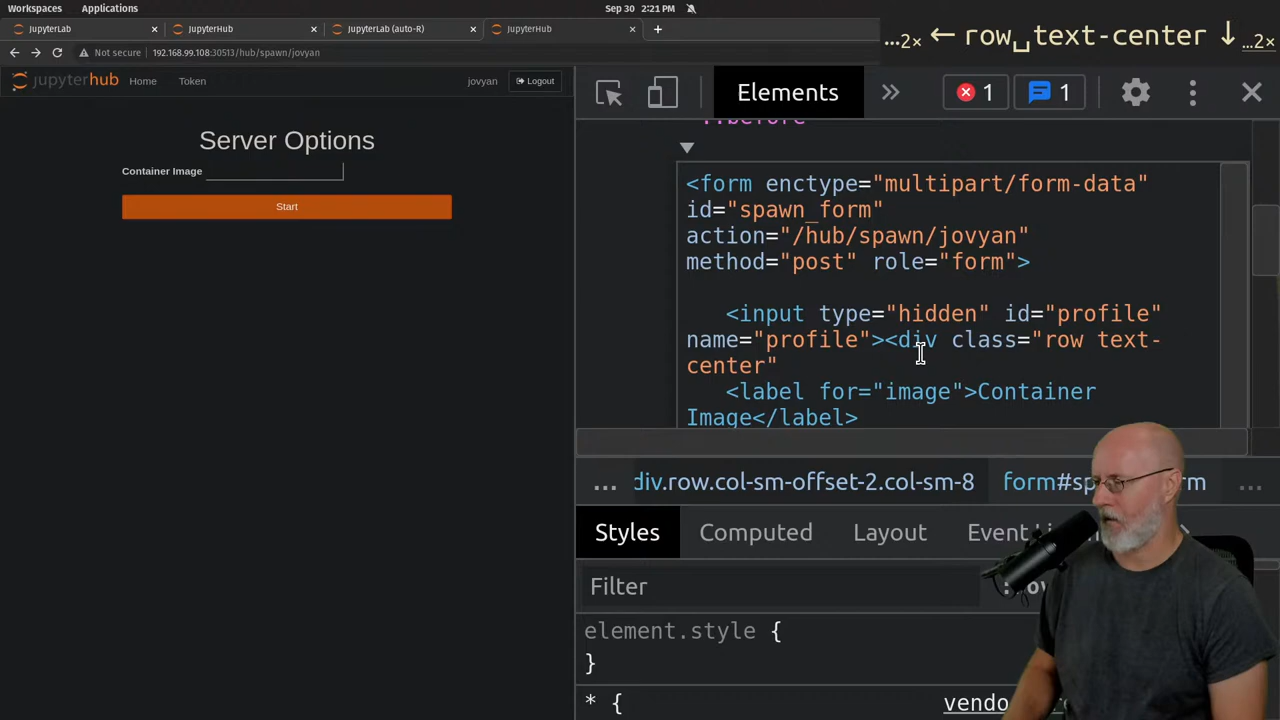 Workspaces Applications Sep 30 2:21 PM
JupyterLab × JupyterHub × JupyterLab (auto-R) × JupyterHub × +
…2× ← row␣text-center ↓ …2×
Not secure 192.168.99.108:30513/hub/spawn/jovyan
jupyterhub Home Token jovyan Logout
Elements » 1 1
Server Options
Container Image
Start
::before
<form enctype="multipart/form-data"
id="spawn_form"
action="/hub/spawn/jovyan"
method="post" role="form">
<input type="hidden" id="profile"
name="profile"><div class="row text-
center"
<label for="image">Container
Image</label>
… div.row.col-sm-offset-2.col-sm-8 form#sp rm …
Styles Computed Layout Event Li
Filter
element.style {
}
* {